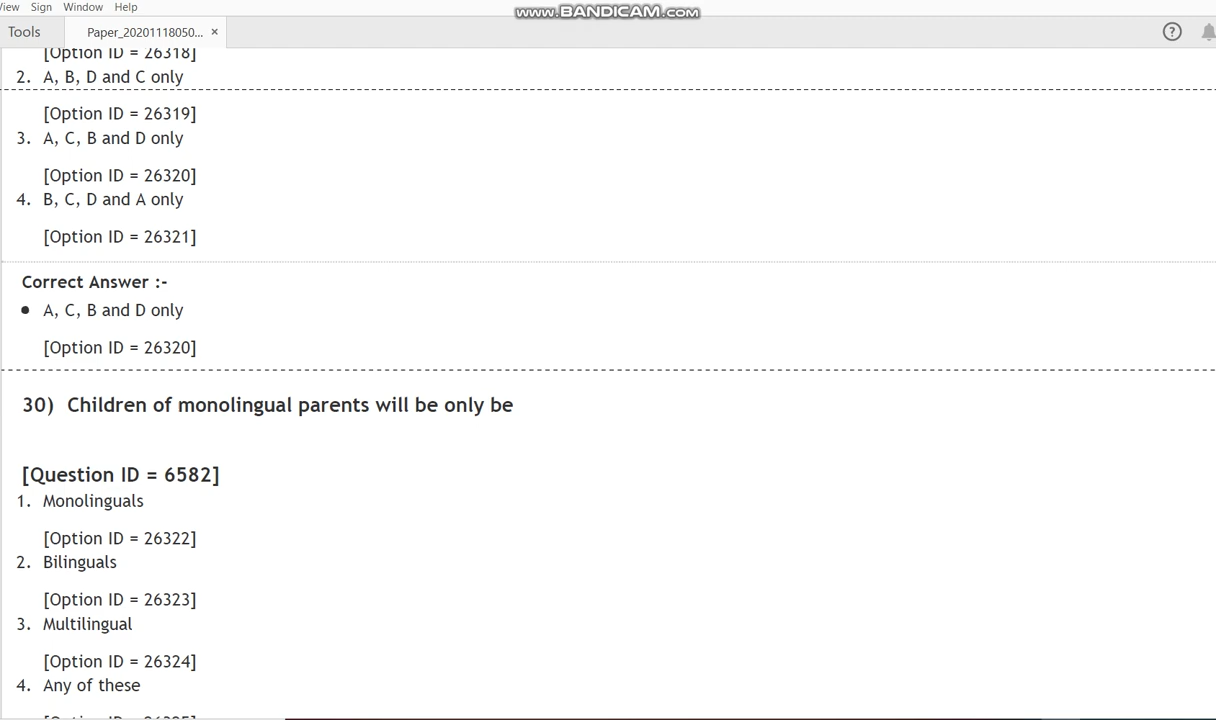 View Sign Window Help
www.BANDICAM.com
Tools Paper_20201118050... × ?
[Option ID = 26318]
2. A, B, D and C only
[Option ID = 26319]
3. A, C, B and D only
[Option ID = 26320]
4. B, C, D and A only
[Option ID = 26321]
Correct Answer :-
• A, C, B and D only
[Option ID = 26320]
30) Children of monolingual parents will be only be
[Question ID = 6582]
1. Monolinguals
[Option ID = 26322]
2. Bilinguals
[Option ID = 26323]
3. Multilingual
[Option ID = 26324]
4. Any of these